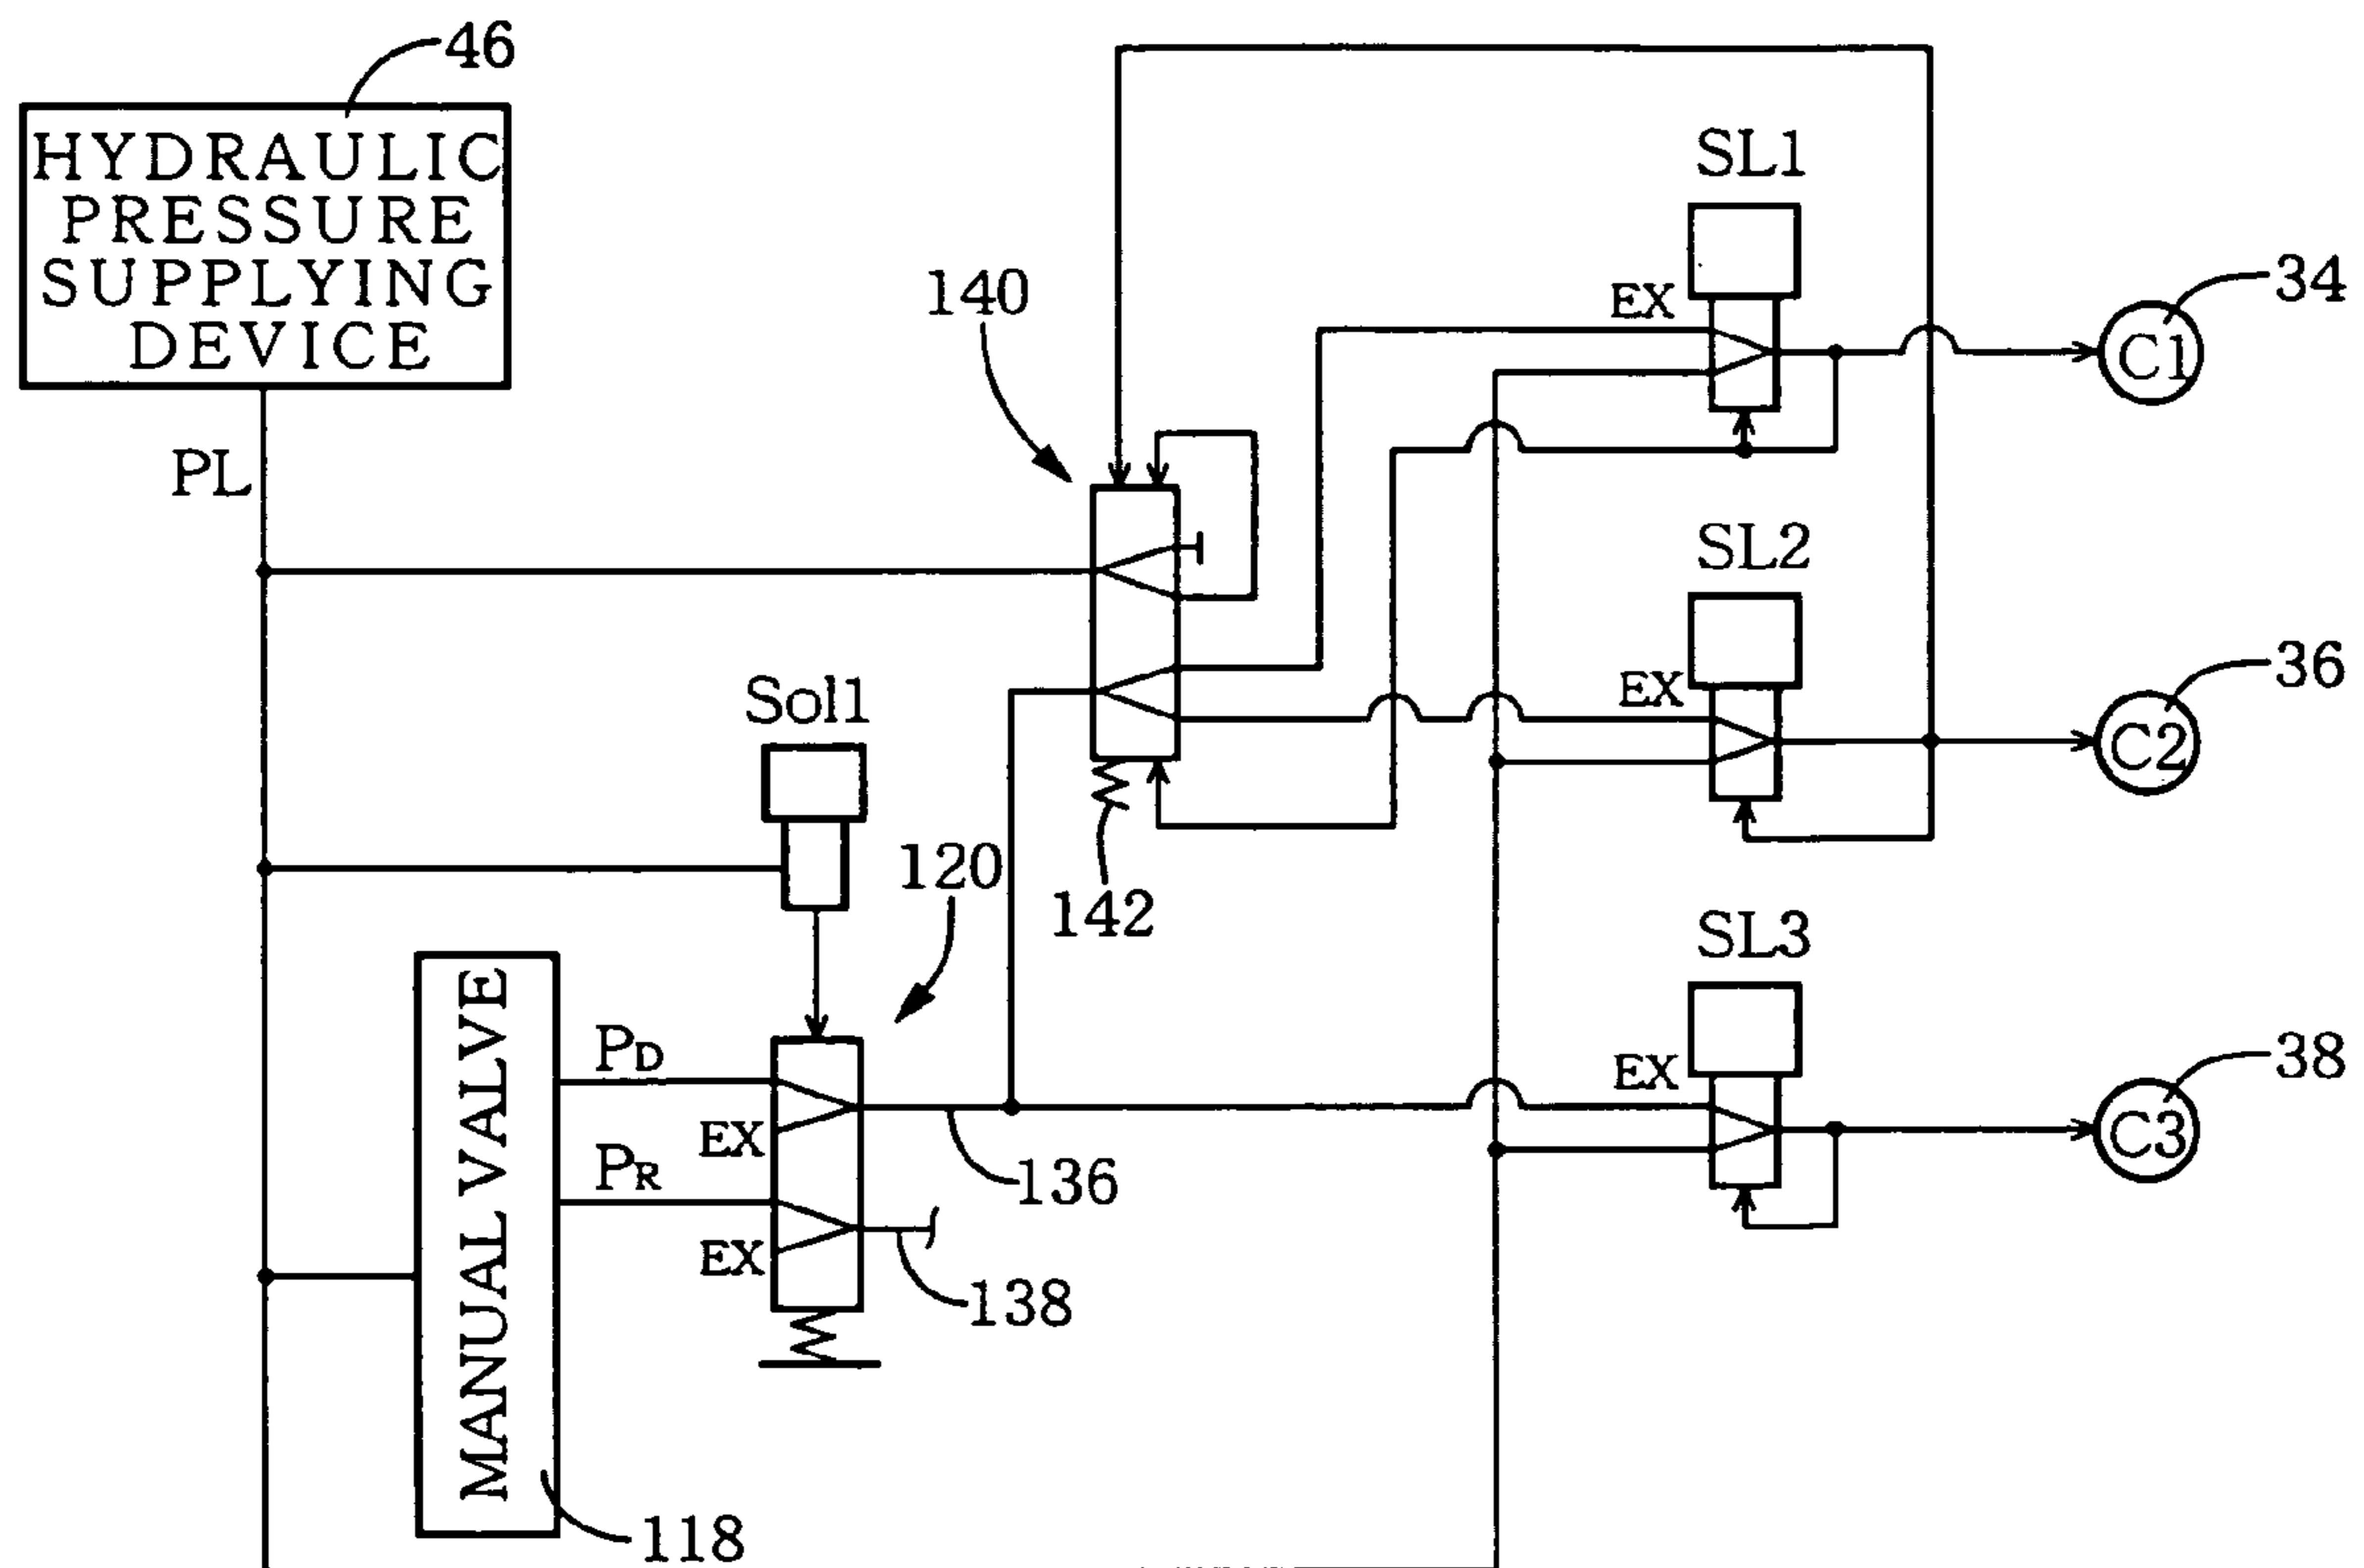 46
HYDRAULIC
PRESSURE
SUPPLYING
DEVICE
PL
140
SL1
EX
34
C1
SL2
EX
36
C2
Sol1
120
142
SL3
EX
38
C3
MANUAL VALVE
PD
EX
PR
EX
136
138
118